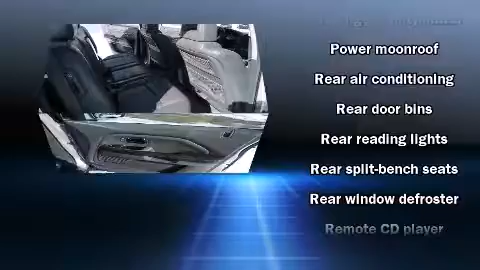 Power moonroof
Rear air conditioning
Rear door bins
Rear reading lights
Rear split-bench seats
Rear window defroster
Remote CD player